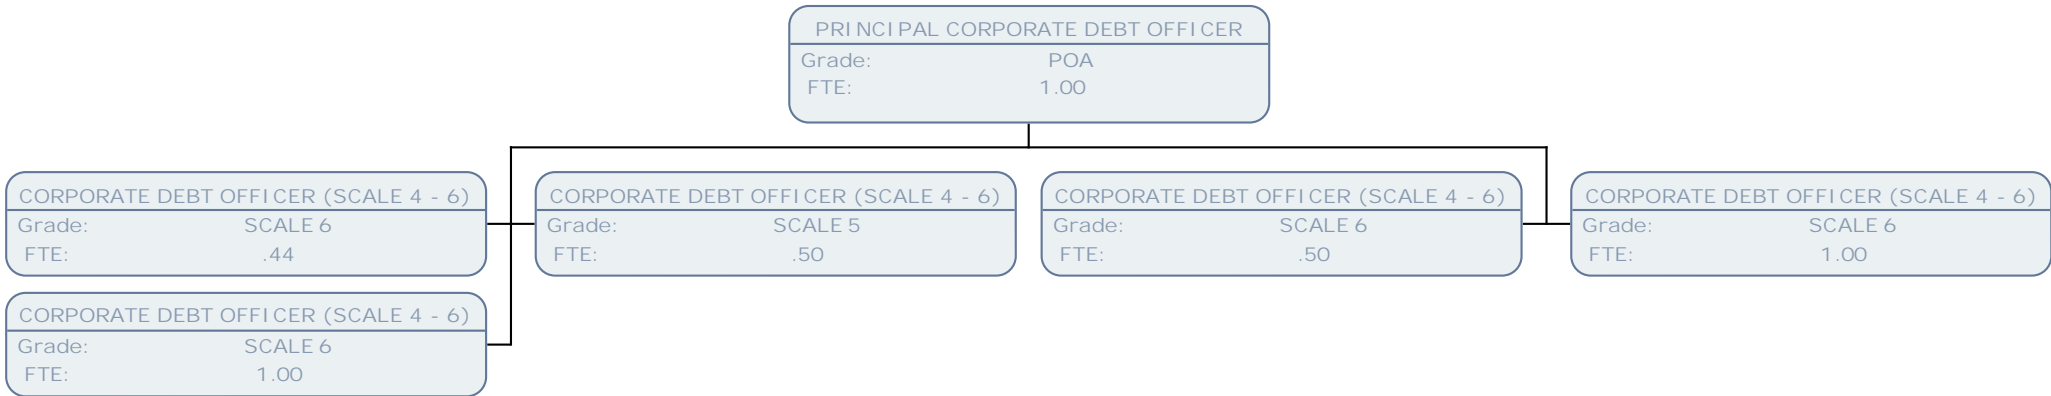 PRINCIPAL CORPORATE DEBT OFFICER
Grade: POA
FTE: 1.00
CORPORATE DEBT OFFICER (SCALE 4 - 6)
Grade: SCALE 6
FTE: .44
CORPORATE DEBT OFFICER (SCALE 4 - 6)
Grade: SCALE 5
FTE: .50
CORPORATE DEBT OFFICER (SCALE 4 - 6)
Grade: SCALE 6
FTE: .50
CORPORATE DEBT OFFICER (SCALE 4 - 6)
Grade: SCALE 6
FTE: 1.00
CORPORATE DEBT OFFICER (SCALE 4 - 6)
Grade: SCALE 6
FTE: 1.00